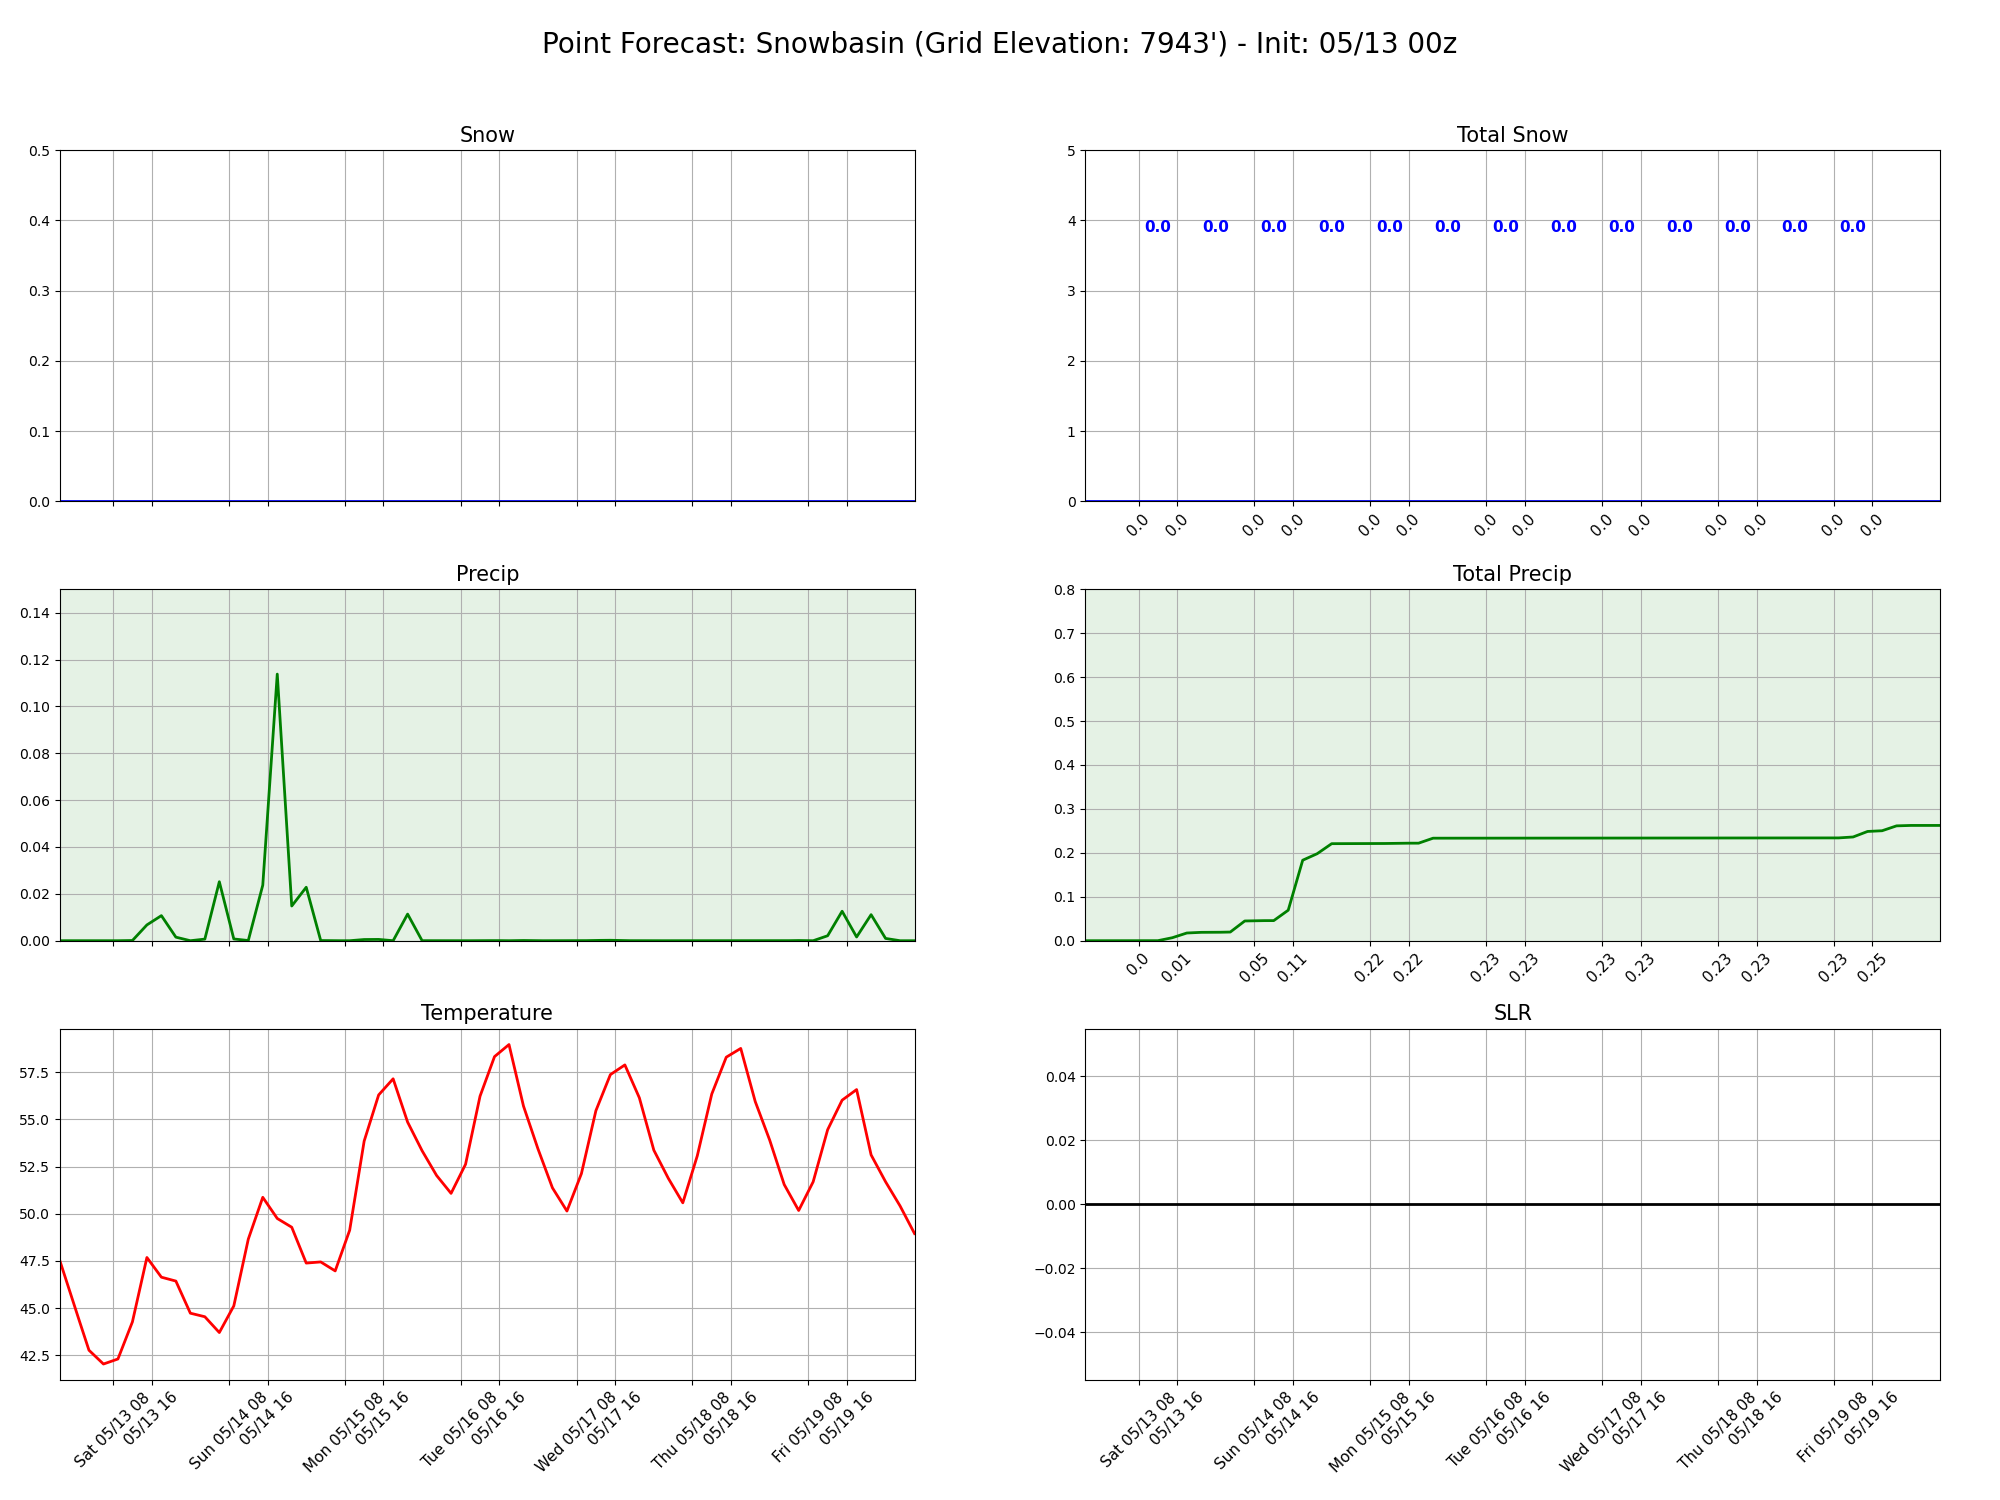 Point Forecast: Snowbasin (Grid Elevation: 7943') - Init: 05/13 00z
Snow
0.5
0.4
0.3
0.2
0.1
0.0
Total Snow
5
4
3
2
1
0
0.0 0.0 0.0 0.0 0.0 0.0 0.0 0.0 0.0 0.0 0.0 0.0 0.0
0.0 0.0 0.0 0.0 0.0 0.0 0.0 0.0 0.0 0.0 0.0 0.0 0.0 0.0
Precip
0.14
0.12
0.10
0.08
0.06
0.04
0.02
0.00
Total Precip
0.8
0.7
0.6
0.5
0.4
0.3
0.2
0.1
0.0
0.0 0.01 0.05 0.11 0.22 0.22 0.23 0.23 0.23 0.23 0.23 0.23 0.23 0.25
Temperature
57.5
55.0
52.5
50.0
47.5
45.0
42.5
Sat 05/13 08
05/13 16
Sun 05/14 08
05/14 16
Mon 05/15 08
05/15 16
Tue 05/16 08
05/16 16
Wed 05/17 08
05/17 16
Thu 05/18 08
05/18 16
Fri 05/19 08
05/19 16
SLR
0.04
0.02
0.00
−0.02
−0.04
Sat 05/13 08
05/13 16
Sun 05/14 08
05/14 16
Mon 05/15 08
05/15 16
Tue 05/16 08
05/16 16
Wed 05/17 08
05/17 16
Thu 05/18 08
05/18 16
Fri 05/19 08
05/19 16